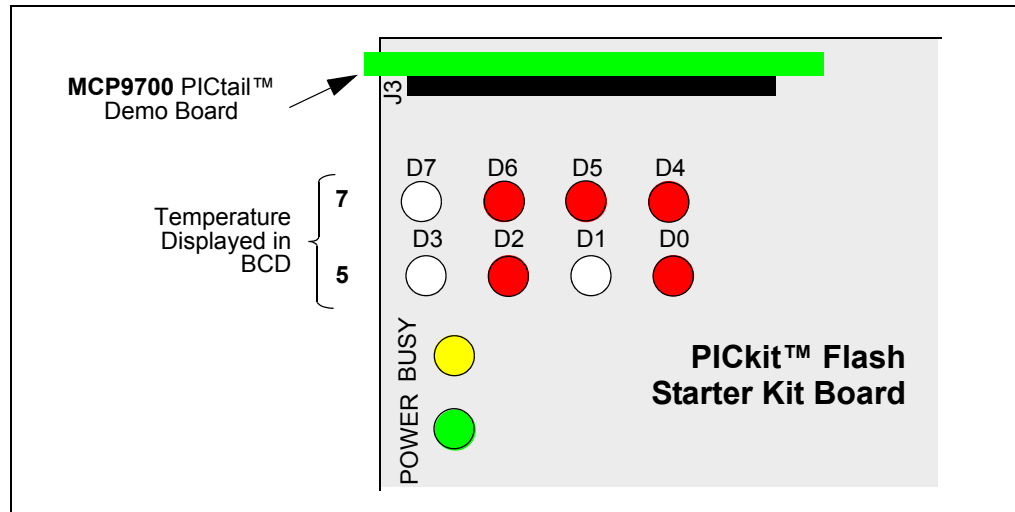 MCP9700 PICtail™
Demo Board
J3
D7 D6 D5 D4
7
Temperature
Displayed in
BCD
D3 D2 D1 D0
5
BUSY
POWER
PICkit™ Flash
Starter Kit Board